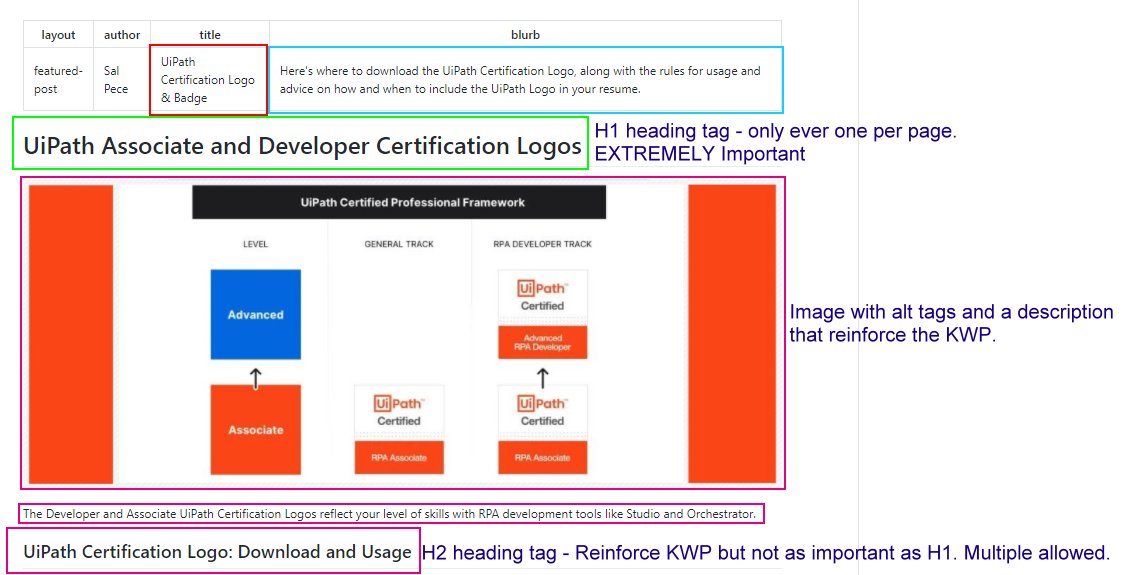 layout author title blurb
featured-post
Sal Pece
UiPath
Certification Logo
& Badge
Here's where to download the UiPath Certification Logo, along with the rules for usage and
advice on how and when to include the UiPath Logo in your resume.
UiPath Associate and Developer Certification Logos
H1 heading tag - only ever one per page.
EXTREMELY Important
UiPath Certified Professional Framework
LEVEL GENERAL TRACK RPA DEVELOPER TRACK
Advanced
UiPath™
Certified
Advanced
RPA Developer
Image with alt tags and a description
that reinforce the KWP.
Associate
UiPath™
Certified
RPA Associate
UiPath™
Certified
RPA Associate
The Developer and Associate UiPath Certification Logos reflect your level of skills with RPA development tools like Studio and Orchestrator.
UiPath Certification Logo: Download and Usage
H2 heading tag - Reinforce KWP but not as important as H1. Multiple allowed.